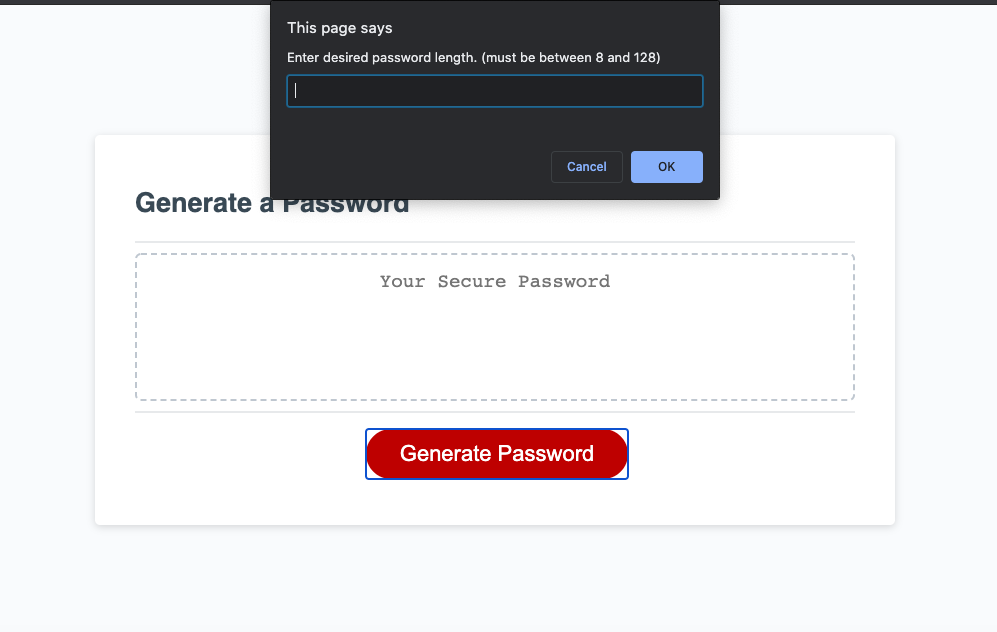 This page says
Enter desired password length. (must be between 8 and 128)
Cancel
OK
Generate a Password
Your Secure Password
Generate Password